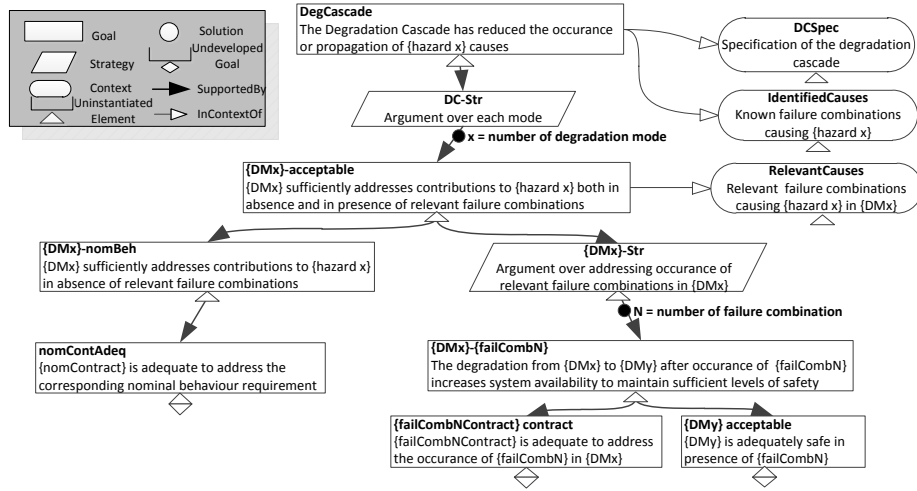 Goal
Strategy
Context
Uninstantiated
Element
Solution
Undeveloped
Goal
SupportedBy
InContextOf
DegCascade
The Degradation Cascade has reduced the occurance
or propagation of {hazard x} causes
DCSpec
Specification of the degradation
cascade
DC-Str
Argument over each mode
IdentifiedCauses
Known failure combinations
causing {hazard x}
x = number of degradation mode
{DMx}-acceptable
{DMx} sufficiently addresses contributions to {hazard x} both in
absence and in presence of relevant failure combinations
RelevantCauses
Relevant failure combinations
causing {hazard x} in {DMx}
{DMx}-nomBeh
{DMx} sufficiently addresses contributions to {hazard x}
in absence of relevant failure combinations
{DMx}-Str
Argument over addressing occurance of
relevant failure combinations in {DMx}
N = number of failure combination
nomContAdeq
{nomContract} is adequate to address the
corresponding nominal behaviour requirement
{DMx}-{failCombN}
The degradation from {DMx} to {DMy} after occurance of {failCombN}
increases system availability to maintain sufficient levels of safety
{failCombNContract} contract
{failCombNContract} is adequate to address
the occurance of {failCombN} in {DMx}
{DMy} acceptable
{DMy} is adequately safe in
presence of {failCombN}